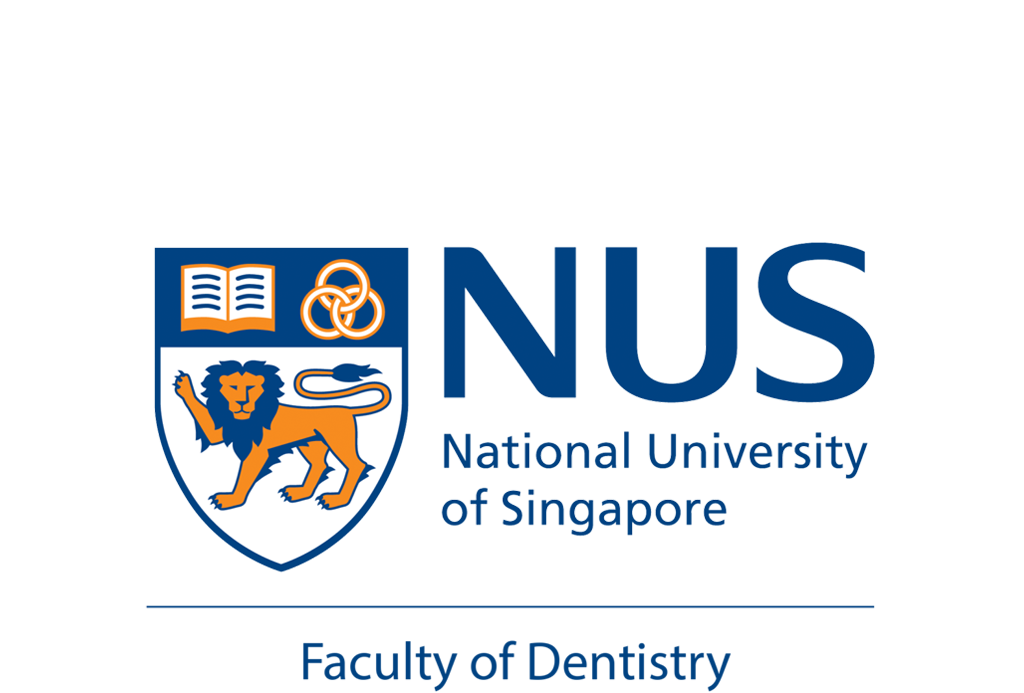 NUS
National University
of Singapore
Faculty of Dentistry